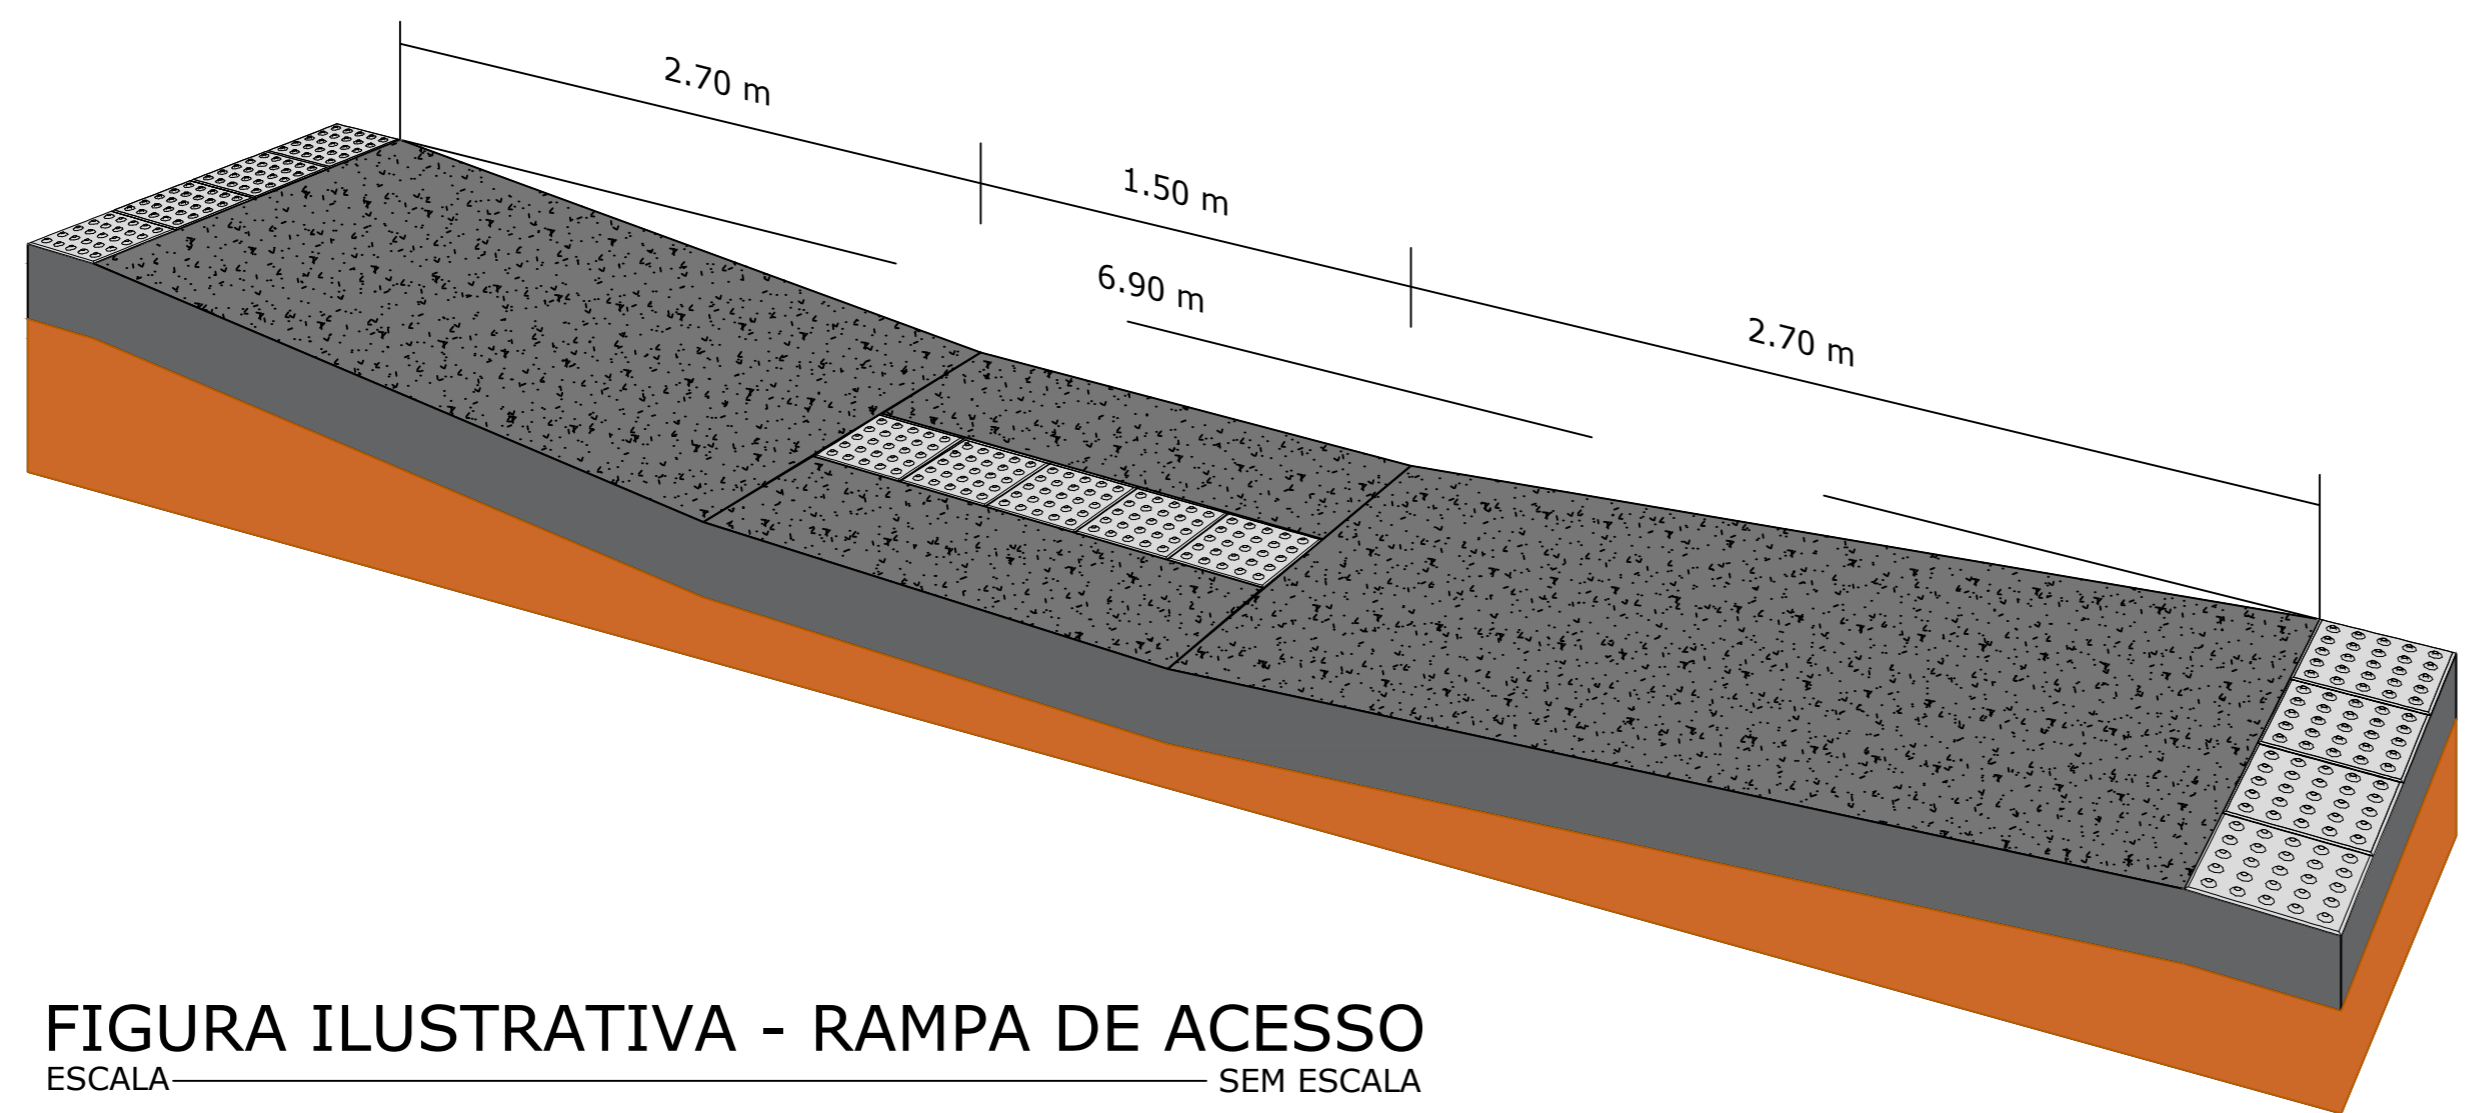 2.70 m
1.50 m
6.90 m
2.70 m
FIGURA ILUSTRATIVA - RAMPA DE ACESSO
ESCALA SEM ESCALA